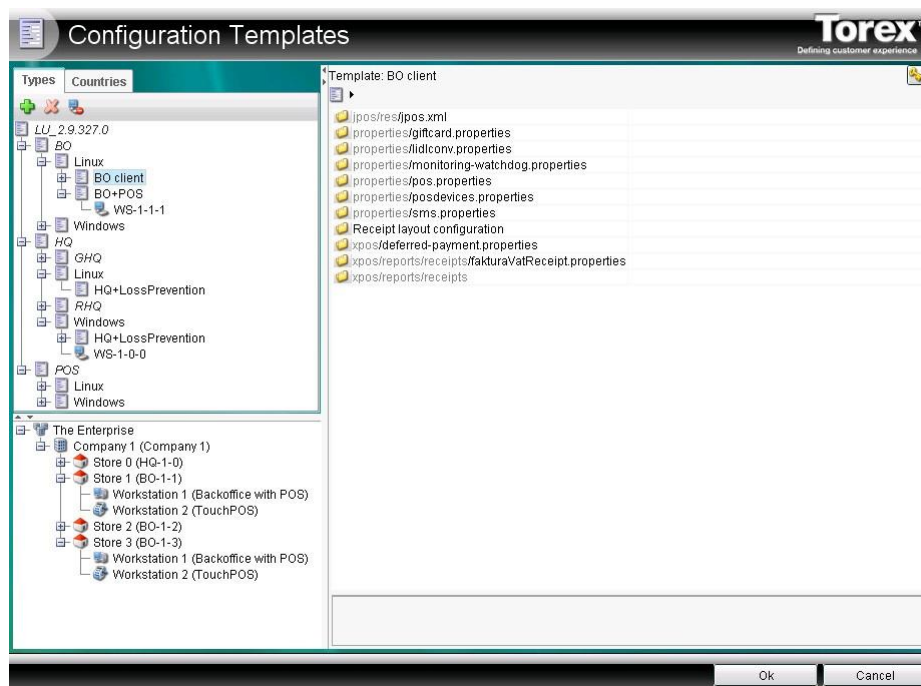 Configuration Templates
Torex
Defining customer experience
Types
Countries
LU_2.9.327.0
BO
Linux
BO client
BO+POS
WS-1-1-1
Windows
HQ
GHQ
Linux
HQ+LossPrevention
RHQ
Windows
HQ+LossPrevention
WS-1-0-0
POS
Linux
Windows
The Enterprise
Company 1 (Company 1)
Store 0 (HQ-1-0)
Store 1 (BO-1-1)
Workstation 1 (Backoffice with POS)
Workstation 2 (TouchPOS)
Store 2 (BO-1-2)
Store 3 (BO-1-3)
Workstation 1 (Backoffice with POS)
Workstation 2 (TouchPOS)
Template: BO client
jpos/res/jpos.xml
properties/giftcard.properties
properties/lidlconv.properties
properties/monitoring-watchdog.properties
properties/pos.properties
properties/posdevices.properties
properties/sms.properties
Receipt layout configuration
xpos/deferred-payment.properties
xpos/reports/receipts/fakturaVatReceipt.properties
xpos/reports/receipts
Ok
Cancel